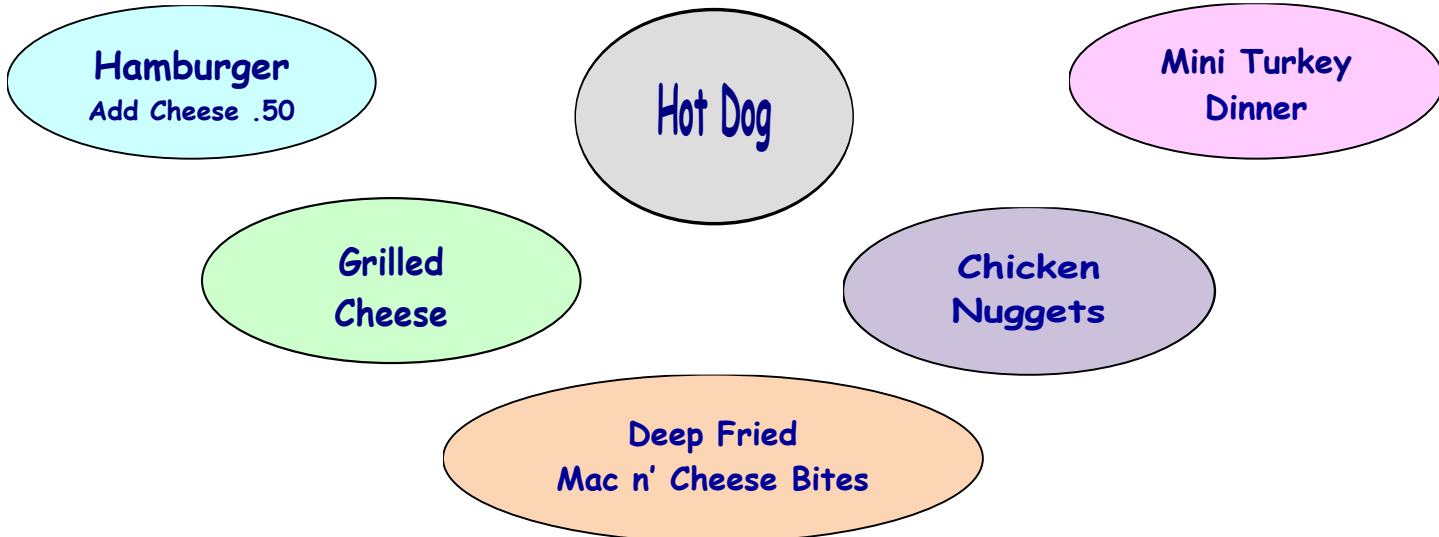 Hamburger
Add Cheese .50
Hot Dog
Mini Turkey
Dinner
Grilled
Cheese
Chicken
Nuggets
Deep Fried
Mac n’ Cheese Bites